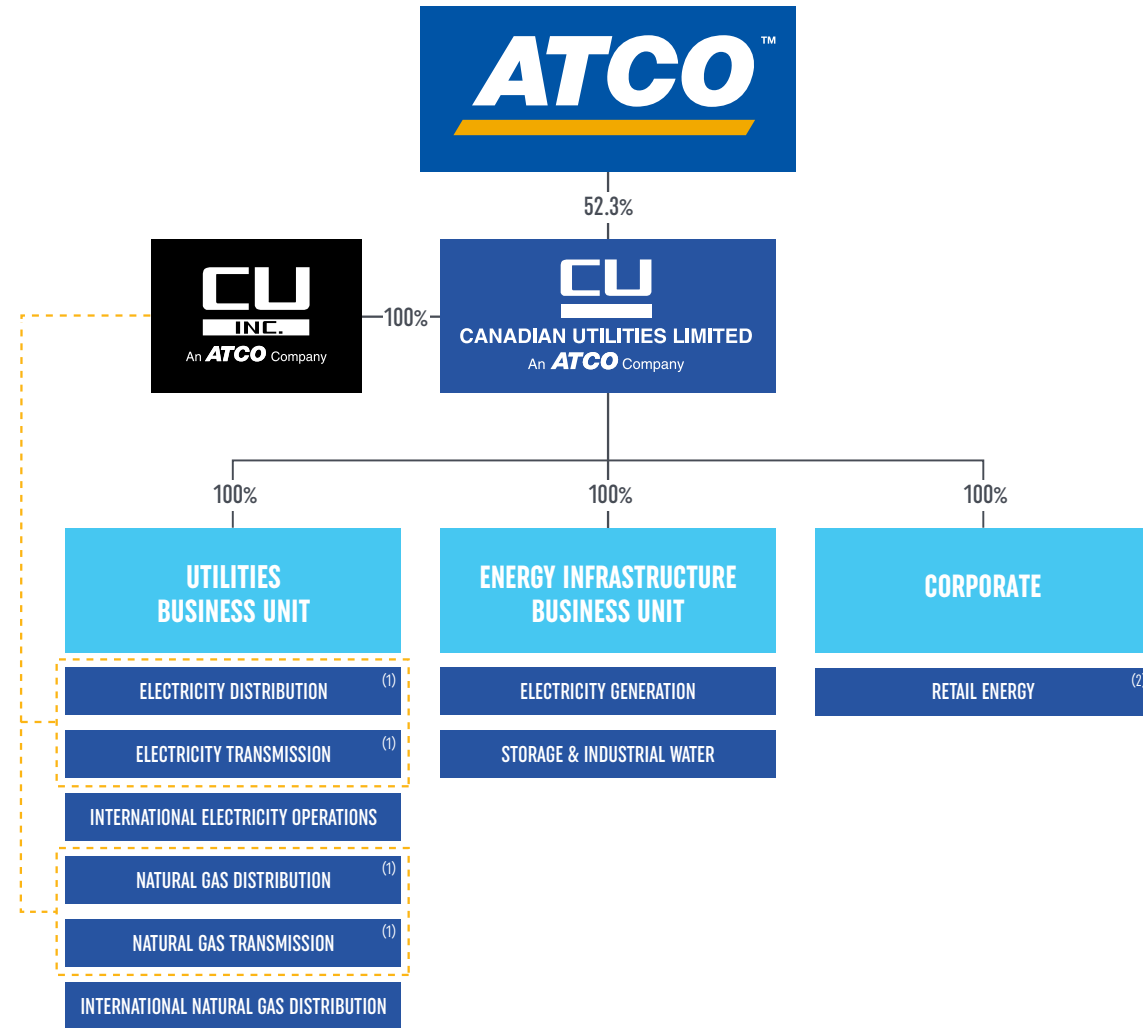 ATCO™
52.3%
CU
INC.
An ATCO Company
100%
CU
CANADIAN UTILITIES LIMITED
An ATCO Company
100%
100%
100%
UTILITIES
BUSINESS UNIT
ENERGY INFRASTRUCTURE
BUSINESS UNIT
CORPORATE
ELECTRICITY DISTRIBUTION (1)
ELECTRICITY GENERATION
RETAIL ENERGY (2)
ELECTRICITY TRANSMISSION (1)
STORAGE & INDUSTRIAL WATER
INTERNATIONAL ELECTRICITY OPERATIONS
NATURAL GAS DISTRIBUTION (1)
NATURAL GAS TRANSMISSION (1)
INTERNATIONAL NATURAL GAS DISTRIBUTION